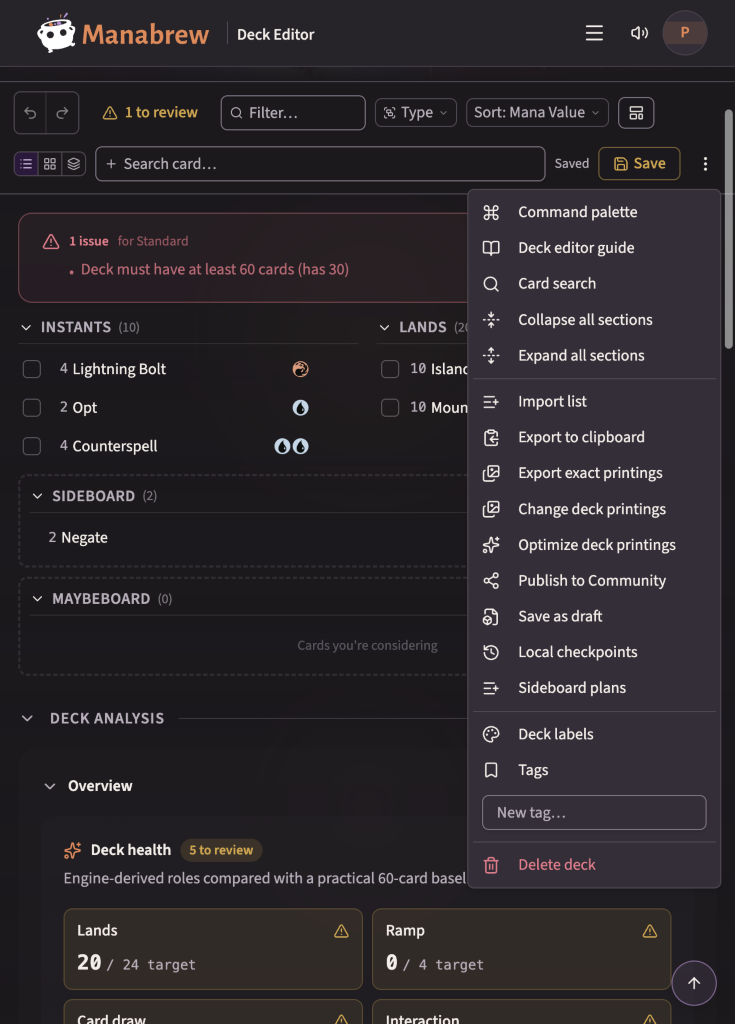 Manabrew
Deck Editor
P
1 to review
Filter...
Type
Sort: Mana Value
+ Search card...
Saved
Save
1 issue for Standard
• Deck must have at least 60 cards (has 30)
INSTANTS (10)
4 Lightning Bolt
2 Opt
4 Counterspell
LANDS (20
10 Island
10 Moun
SIDEBOARD (2)
2 Negate
MAYBEBOARD (0)
Cards you're considering
DECK ANALYSIS
Overview
Deck health
5 to review
Engine-derived roles compared with a practical 60-card basel
Lands
20 / 24 target
Ramp
0 / 4 target
Card draw
Interaction
Command palette
Deck editor guide
Card search
Collapse all sections
Expand all sections
Import list
Export to clipboard
Export exact printings
Change deck printings
Optimize deck printings
Publish to Community
Save as draft
Local checkpoints
Sideboard plans
Deck labels
Tags
New tag...
Delete deck